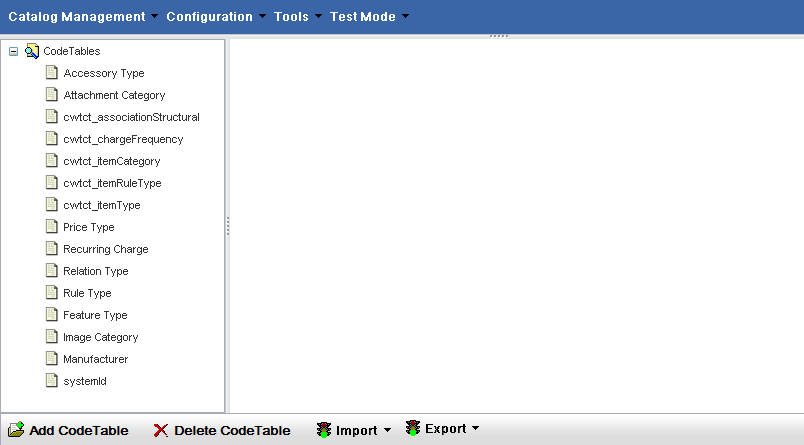 Catalog Management Configuration Tools Test Mode
CodeTables
Accessory Type
Attachment Category
cwtct_associationStructural
cwtct_chargeFrequency
cwtct_itemCategory
cwtct_itemRuleType
cwtct_itemType
Price Type
Recurring Charge
Relation Type
Rule Type
Feature Type
Image Category
Manufacturer
systemId
Add CodeTable Delete CodeTable Import Export